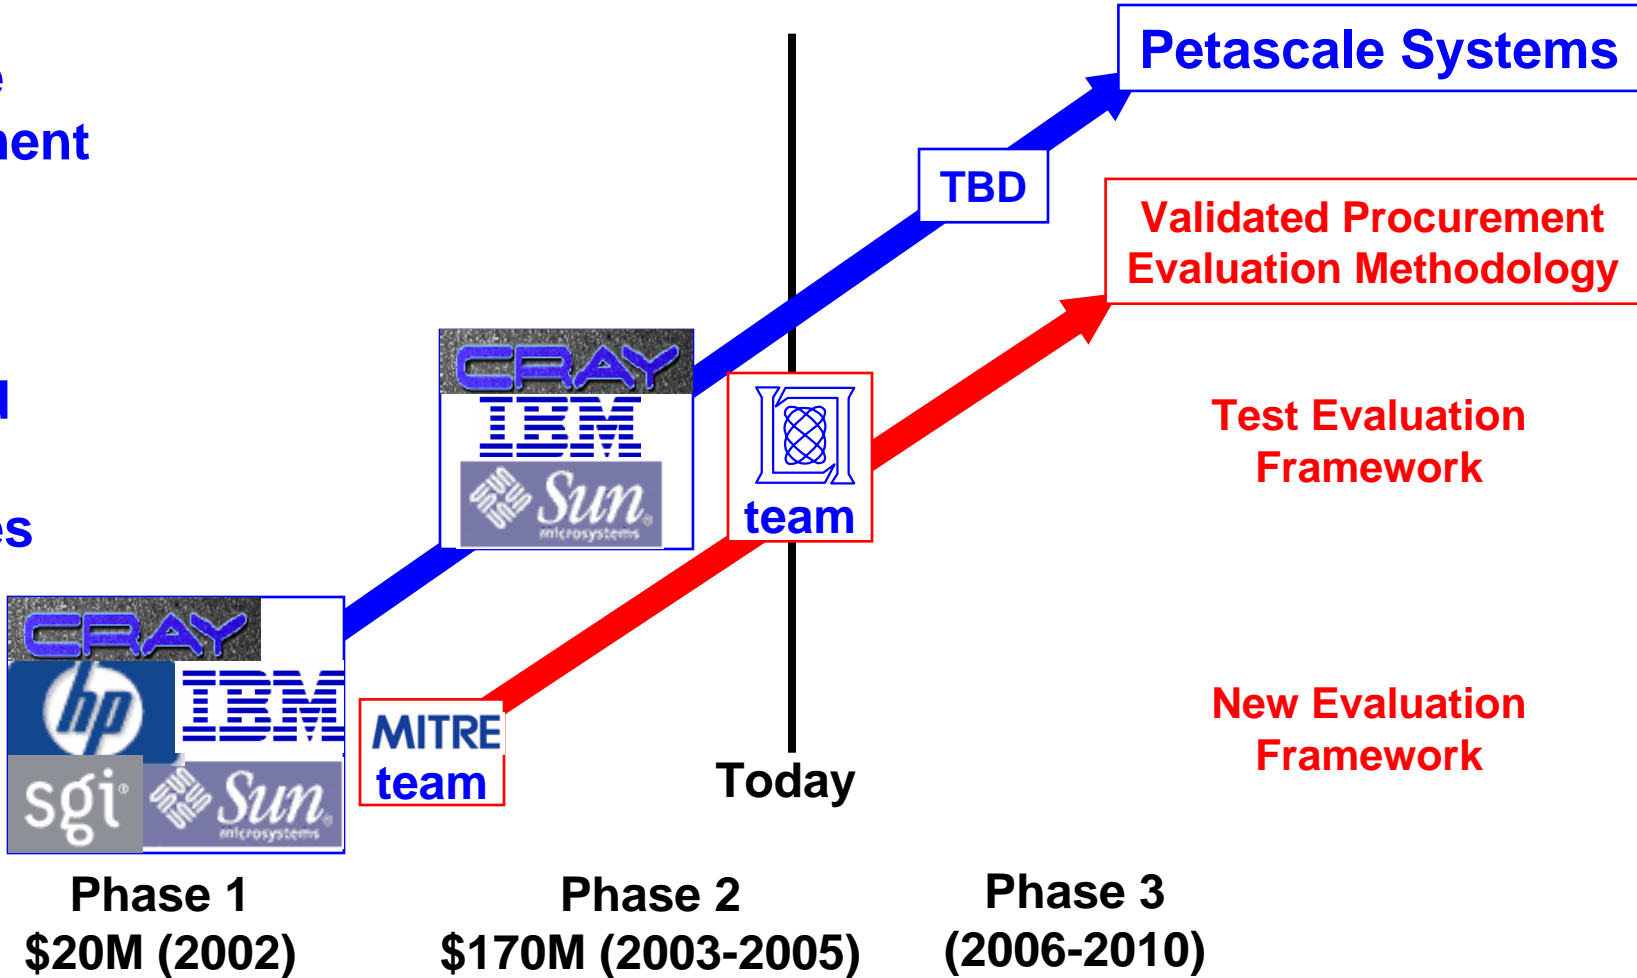 Petascale Systems
TBD
Validated Procurement
Evaluation Methodology
CRAY
IBM
Sun
microsystems
team
Test Evaluation
Framework
CRAY
hp
IBM
sgi
Sun
microsystems
MITRE
team
Today
New Evaluation
Framework
Phase 1
$20M (2002)
Phase 2
$170M (2003-2005)
Phase 3
(2006-2010)